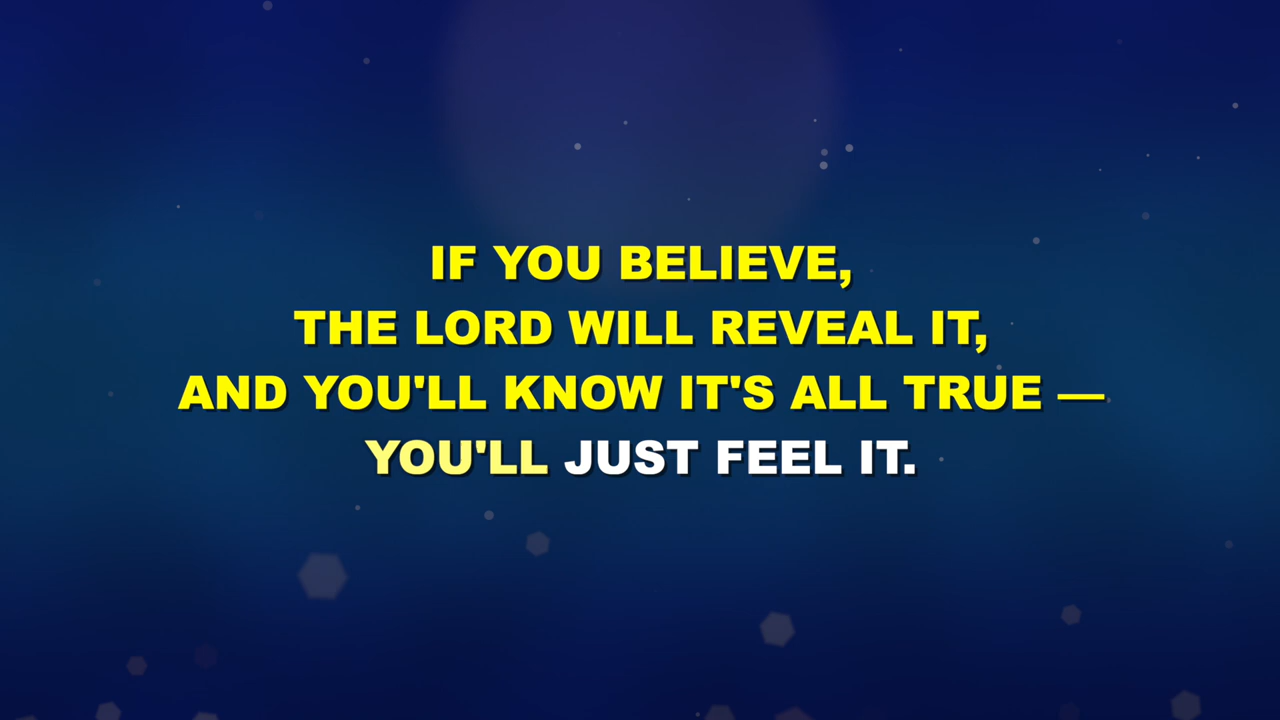 IF YOU BELIEVE,
THE LORD WILL REVEAL IT,
AND YOU'LL KNOW IT'S ALL TRUE —
YOU'LL JUST FEEL IT.